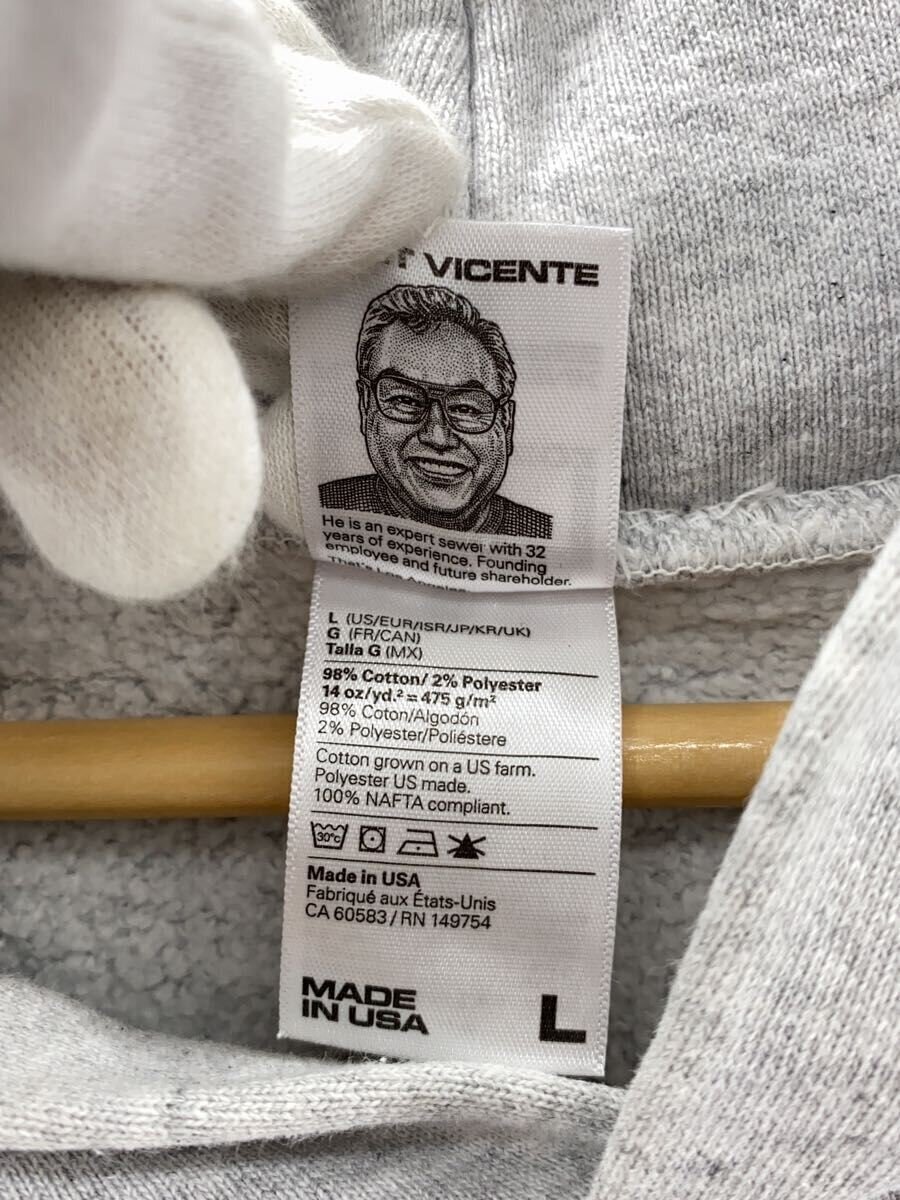 VICENTE
He is an expert sewer with 32
years of experience. Founding
employee and future shareholder.
L (US/EUR/ISR/JP/KR/UK)
G (FR/CAN)
Talla G (MX)
98% Cotton/ 2% Polyester
14 oz/yd.² = 475 g/m²
98% Coton/Algodón
2% Polyester/Poliéstere
Cotton grown on a US farm.
Polyester US made.
100% NAFTA compliant.
30°C
Made in USA
Fabriqué aux États-Unis
CA 60583 / RN 149754
MADE
IN USA
L